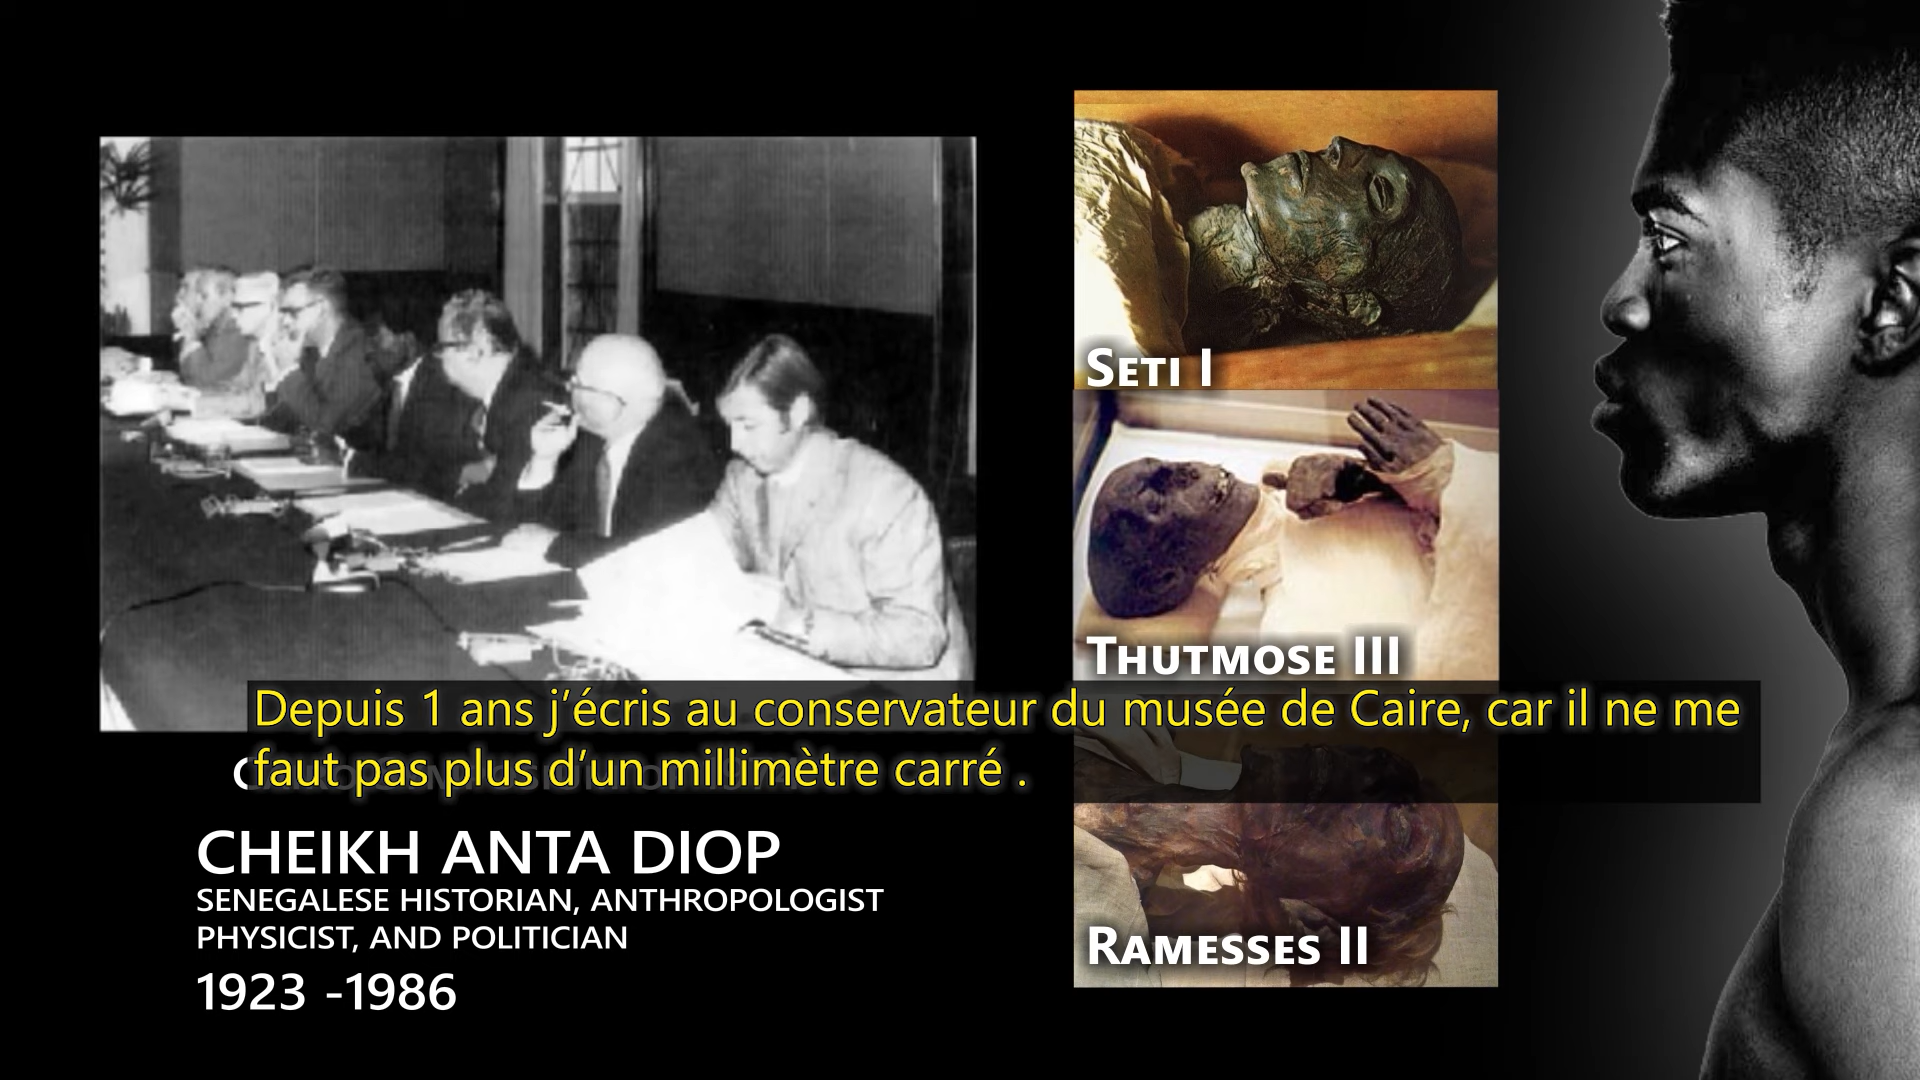 SETI I
THUTMOSE III
Depuis 1 ans j’écris au conservateur du musée de Caire, car il ne me
faut pas plus d’un millimètre carré .
CHEIKH ANTA DIOP
SENEGALESE HISTORIAN, ANTHROPOLOGIST
PHYSICIST, AND POLITICIAN
1923 -1986
RAMESSES II